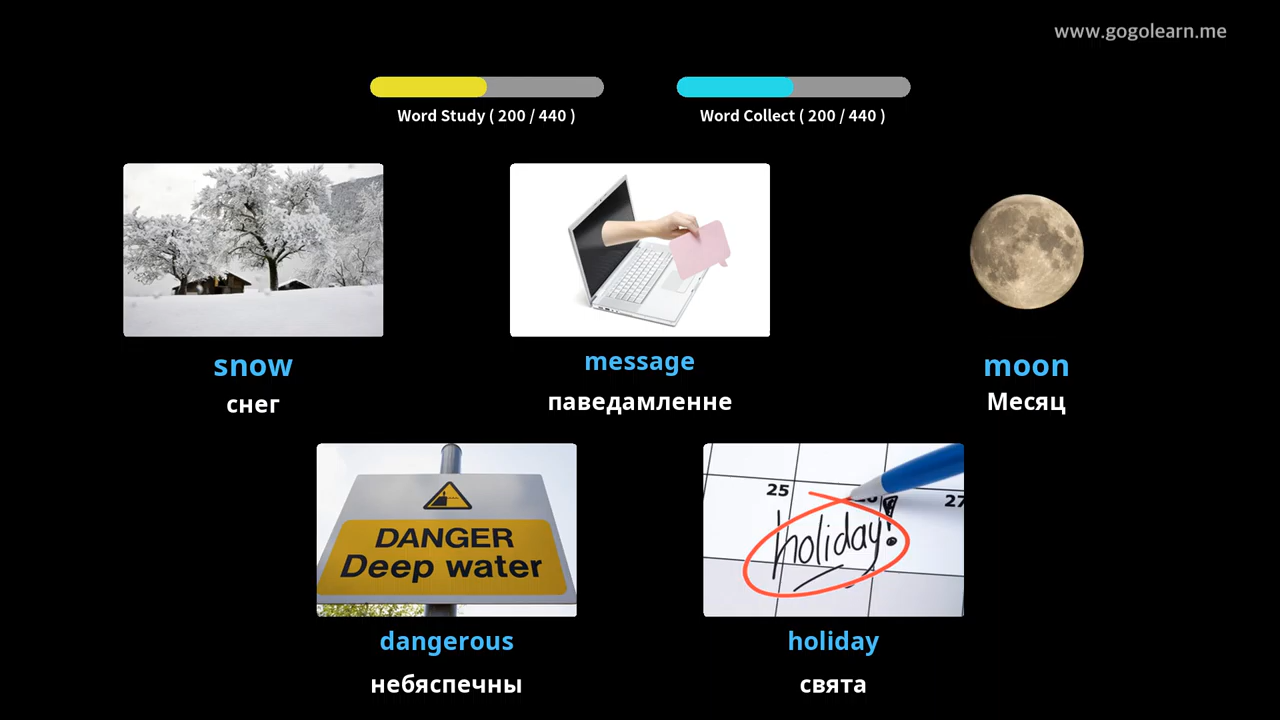 www.gogolearn.me
Word Study ( 200 / 440 )
Word Collect ( 200 / 440 )
snow
снег
message
паведамленне
moon
Месяц
DANGER
Deep water
dangerous
небяспечны
25
27
holiday!
holiday
свята